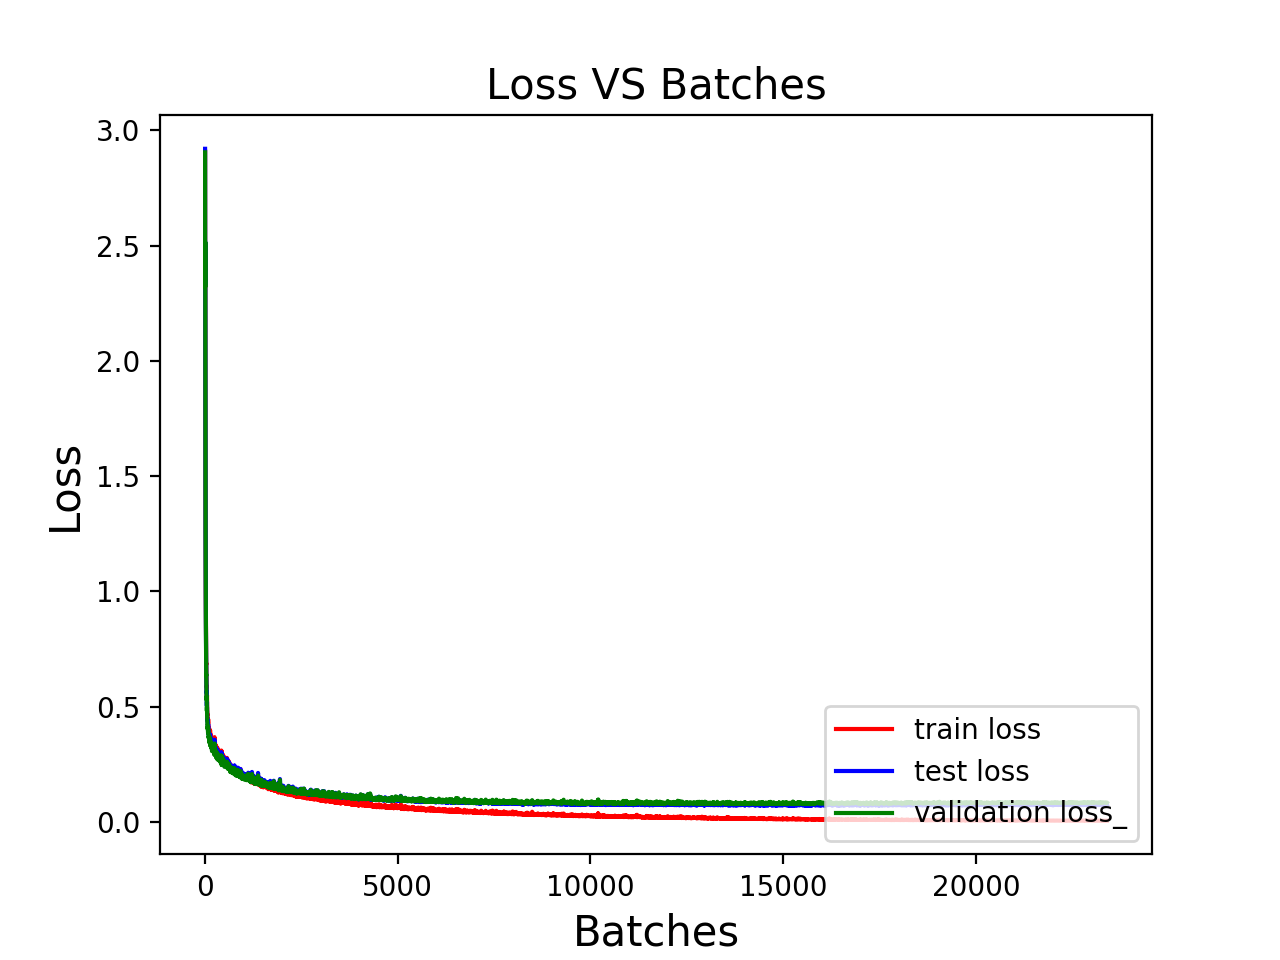 Loss VS Batches
3.0
2.5
2.0
1.5
1.0
0.5
0.0
Loss
train loss
test loss
validation loss_
0 5000 10000 15000 20000
Batches